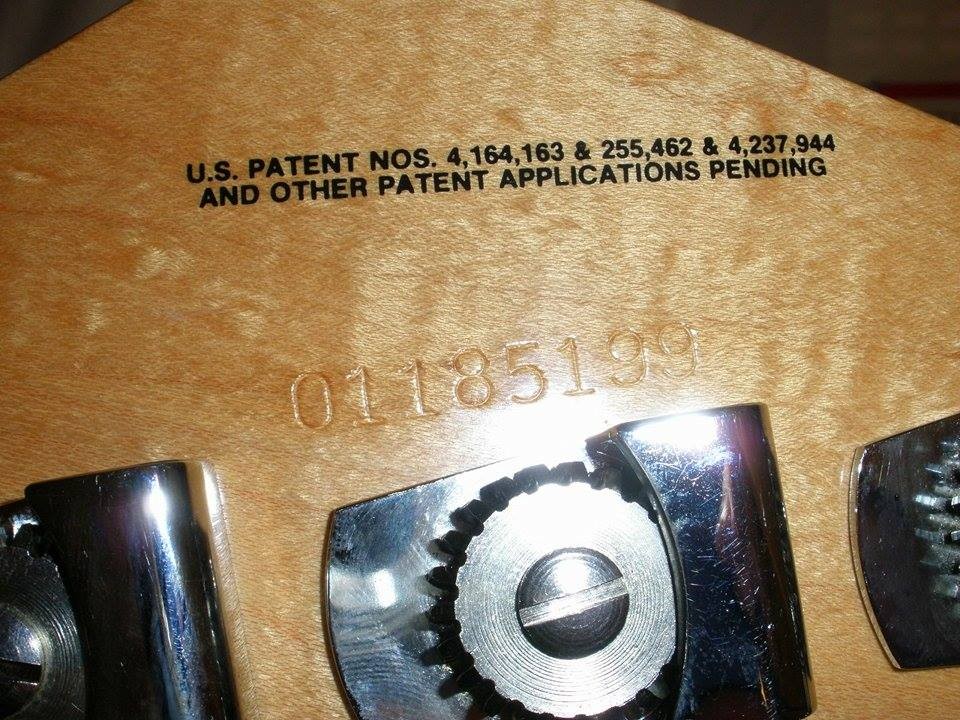 U.S. PATENT NOS. 4,164,163 & 255,462 & 4,237,944
AND OTHER PATENT APPLICATIONS PENDING
01185199